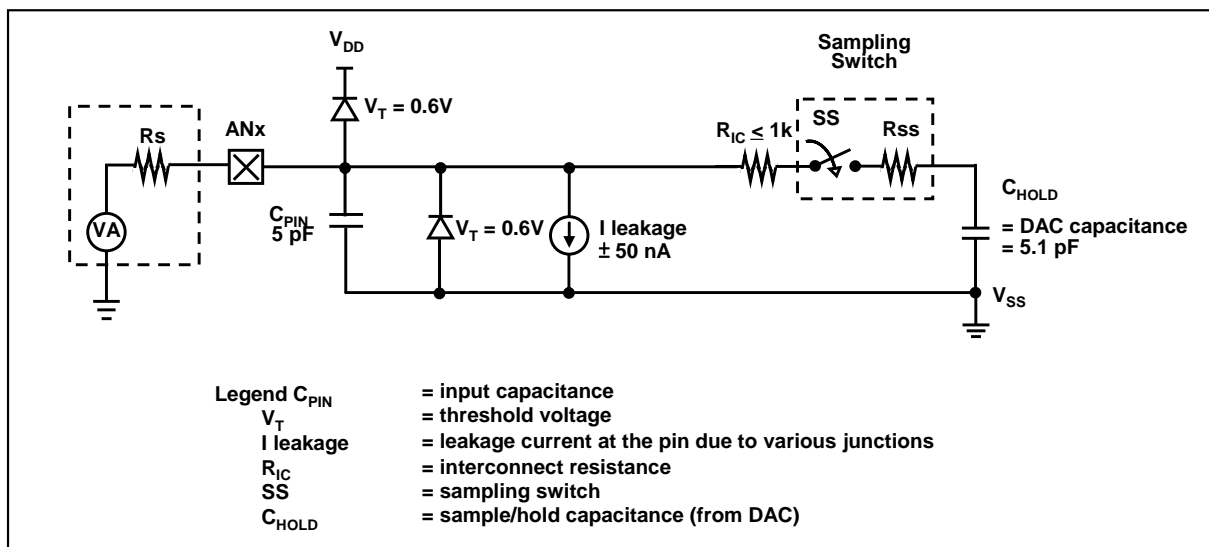 V_DD
Sampling
Switch
V_T = 0.6V
Rs
ANx
R_IC ≤ 1k
SS
Rss
VA
C_PIN
5 pF
V_T = 0.6V
I leakage
± 50 nA
C_HOLD
= DAC capacitance
= 5.1 pF
V_SS
Legend C_PIN = input capacitance
V_T = threshold voltage
I leakage = leakage current at the pin due to various junctions
R_IC = interconnect resistance
SS = sampling switch
C_HOLD = sample/hold capacitance (from DAC)